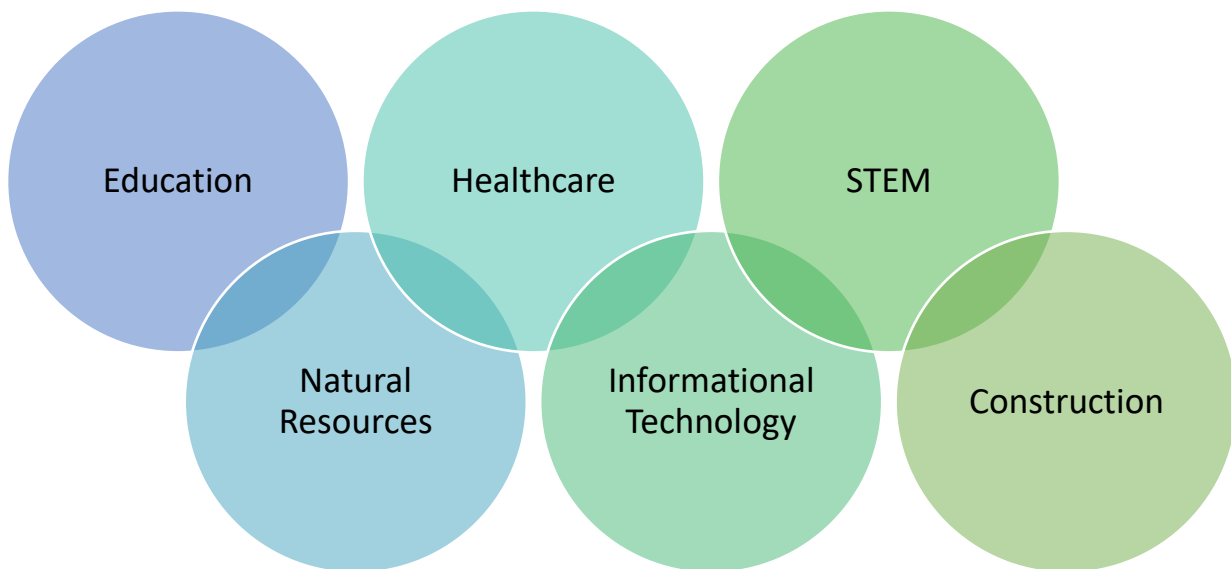 Education
Healthcare
STEM
Natural
Resources
Informational
Technology
Construction